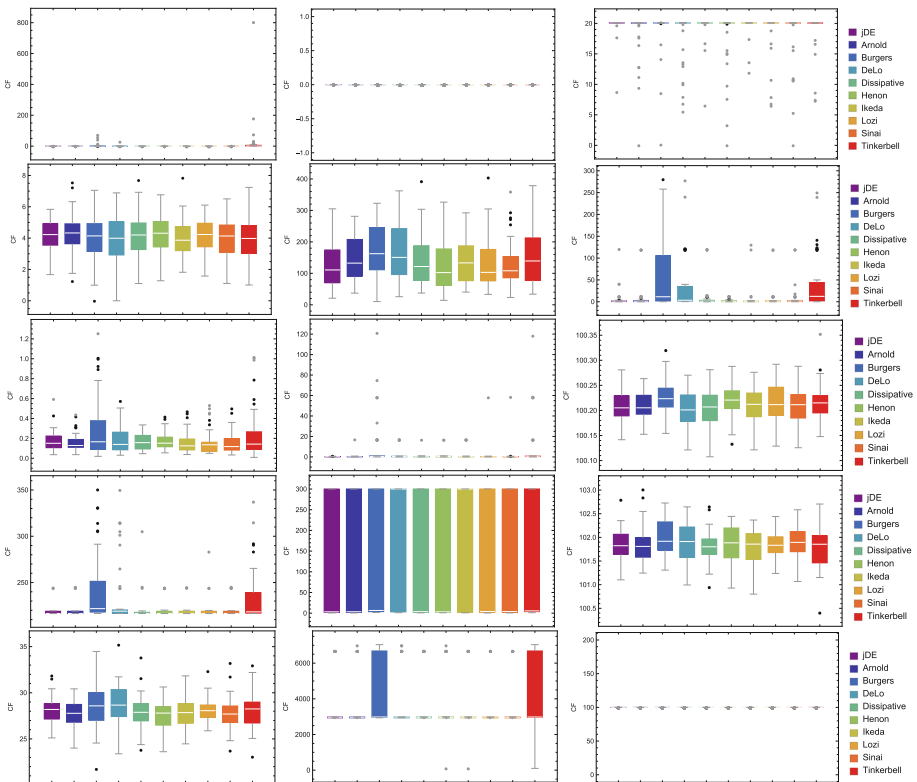 CF
800
600
400
200
0
CF
1.0
0.5
0.0
−0.5
−1.0
CF
20
15
10
5
0
jDE
Arnold
Burgers
DeLo
Dissipative
Henon
Ikeda
Lozi
Sinai
Tinkerbell
CF
8
6
4
2
0
CF
400
300
200
100
0
CF
300
250
200
150
100
50
0
jDE
Arnold
Burgers
DeLo
Dissipative
Henon
Ikeda
Lozi
Sinai
Tinkerbell
CF
1.2
1.0
0.8
0.6
0.4
0.2
0.0
CF
120
100
80
60
40
20
0
CF
100.35
100.30
100.25
100.20
100.15
100.10
jDE
Arnold
Burgers
DeLo
Dissipative
Henon
Ikeda
Lozi
Sinai
Tinkerbell
CF
350
300
250
CF
300
250
200
150
100
50
0
CF
103.0
102.5
102.0
101.5
101.0
100.5
jDE
Arnold
Burgers
DeLo
Dissipative
Henon
Ikeda
Lozi
Sinai
Tinkerbell
CF
35
30
25
CF
6000
4000
2000
0
CF
200
150
100
50
0
jDE
Arnold
Burgers
DeLo
Dissipative
Henon
Ikeda
Lozi
Sinai
Tinkerbell